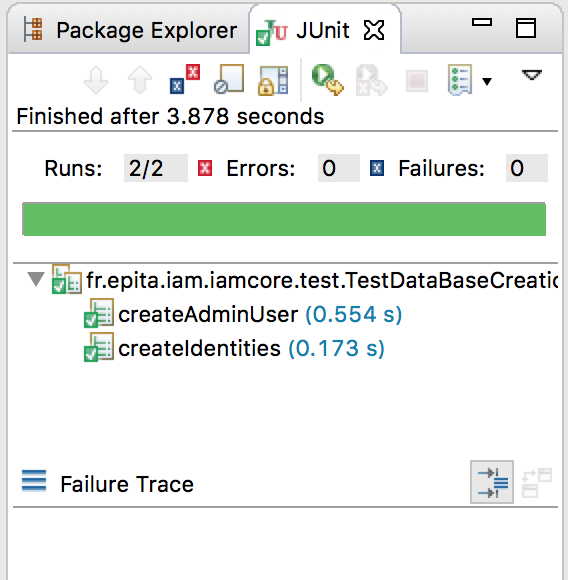 Package Explorer JUnit
Finished after 3.878 seconds
Runs: 2/2 Errors: 0 Failures: 0
fr.epita.iam.iamcore.test.TestDataBaseCreatic
createAdminUser (0.554 s)
createIdentities (0.173 s)
Failure Trace